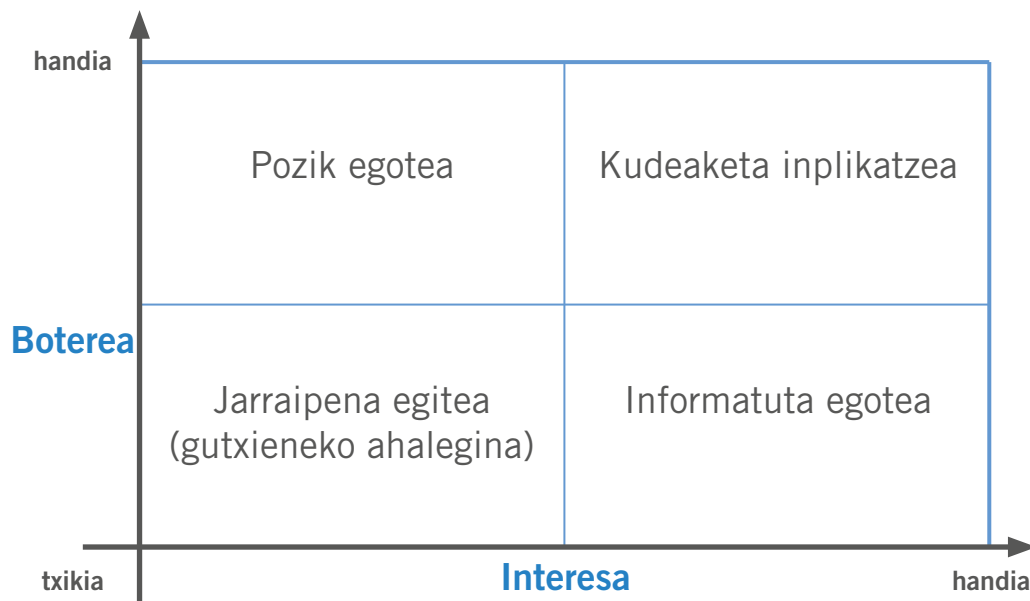 handia
Pozik egotea
Kudeaketa inplikatzea
Boterea
Jarraipena egitea
(gutxieneko ahalegina)
Informatuta egotea
txikia
Interesa
handia